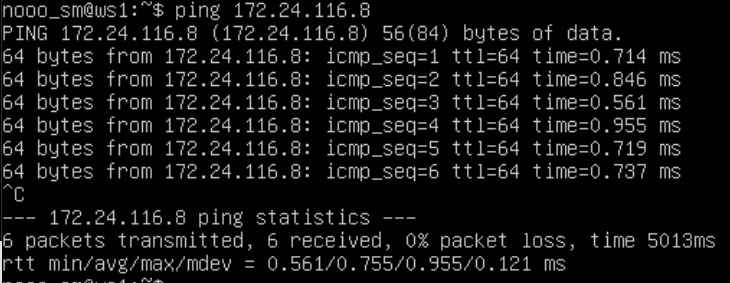 nooo_sm@ws1:~$ ping 172.24.116.8
PING 172.24.116.8 (172.24.116.8) 56(84) bytes of data.
64 bytes from 172.24.116.8: icmp_seq=1 ttl=64 time=0.714 ms
64 bytes from 172.24.116.8: icmp_seq=2 ttl=64 time=0.846 ms
64 bytes from 172.24.116.8: icmp_seq=3 ttl=64 time=0.561 ms
64 bytes from 172.24.116.8: icmp_seq=4 ttl=64 time=0.955 ms
64 bytes from 172.24.116.8: icmp_seq=5 ttl=64 time=0.719 ms
64 bytes from 172.24.116.8: icmp_seq=6 ttl=64 time=0.737 ms
^C
--- 172.24.116.8 ping statistics ---
6 packets transmitted, 6 received, 0% packet loss, time 5013ms
rtt min/avg/max/mdev = 0.561/0.755/0.955/0.121 ms
nooo_sm@ws1:~$